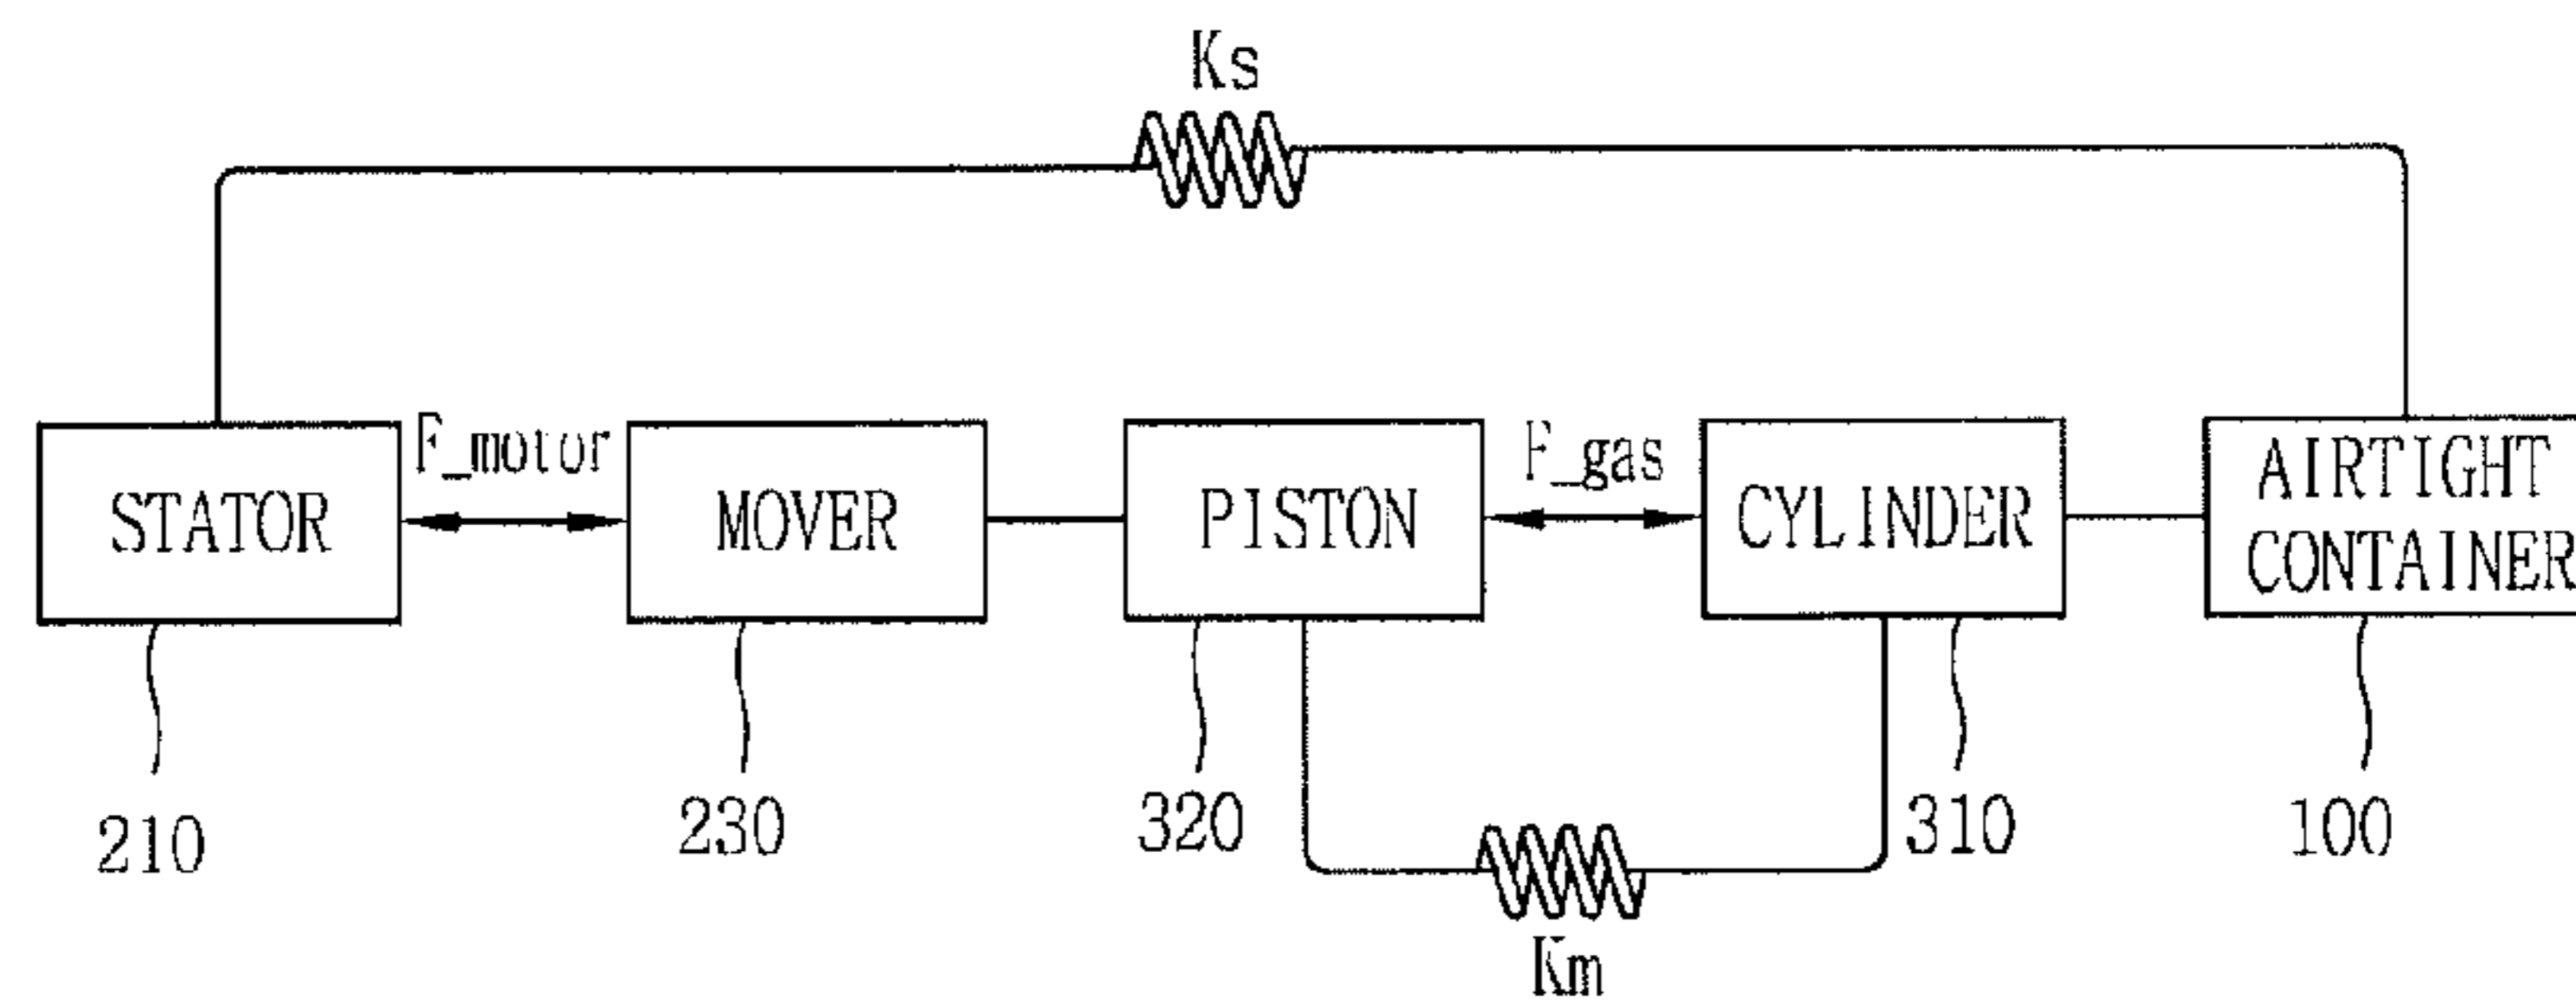 Ks
F_motor
F_gas
STATOR
MOVER
PISTON
CYLINDER
AIRTIGHT
CONTAINER
210
230
320
310
100
Km